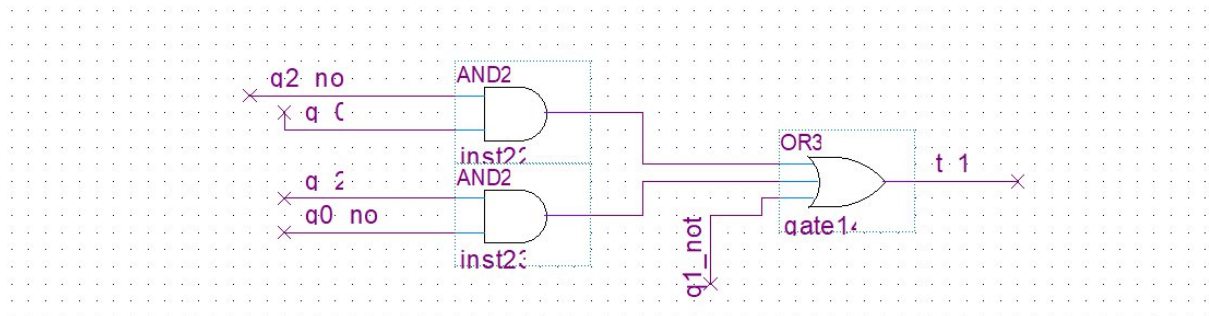 q2_no
AND2
q_0
inst22
q_2
AND2
q0_no
inst23
OR3
t_1
gate14
q1_not